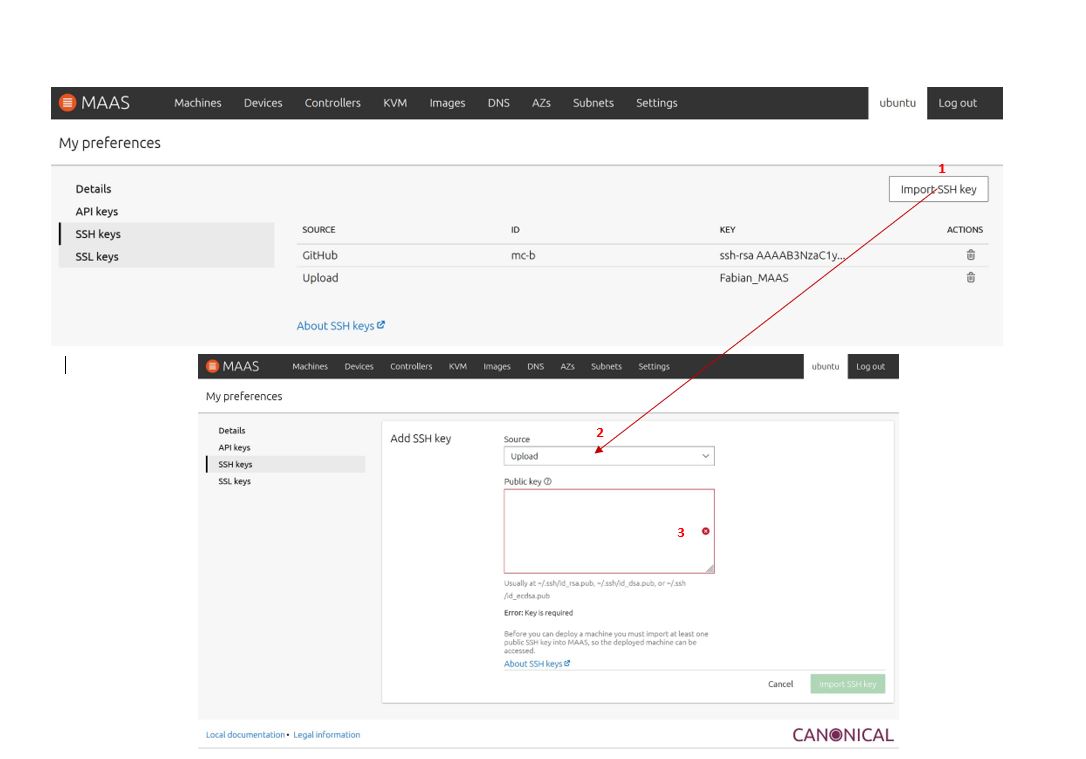 MAAS Machines Devices Controllers KVM Images DNS AZs Subnets Settings ubuntu Log out
My preferences
1
Details
Import SSH key
API keys
SSH keys
SOURCE ID KEY ACTIONS
SSL keys
GitHub mc-b ssh-rsa AAAAB3NzaC1y...
Upload Fabian_MAAS
About SSH keys
MAAS Machines Devices Controllers KVM Images DNS AZs Subnets Settings ubuntu Log out
My preferences
Details
API keys
SSH keys
SSL keys
Add SSH key
Source
2
Upload
Public key
3
Usually at ~/.ssh/id_rsa.pub, ~/.ssh/id_dsa.pub, or ~/.ssh
/id_ecdsa.pub
Error: Key is required
Before you can deploy a machine you must import at least one
public SSH key into MAAS, so the deployed machine can be
accessed.
About SSH keys
Cancel Import SSH key
Local documentation • Legal information
CANONICAL